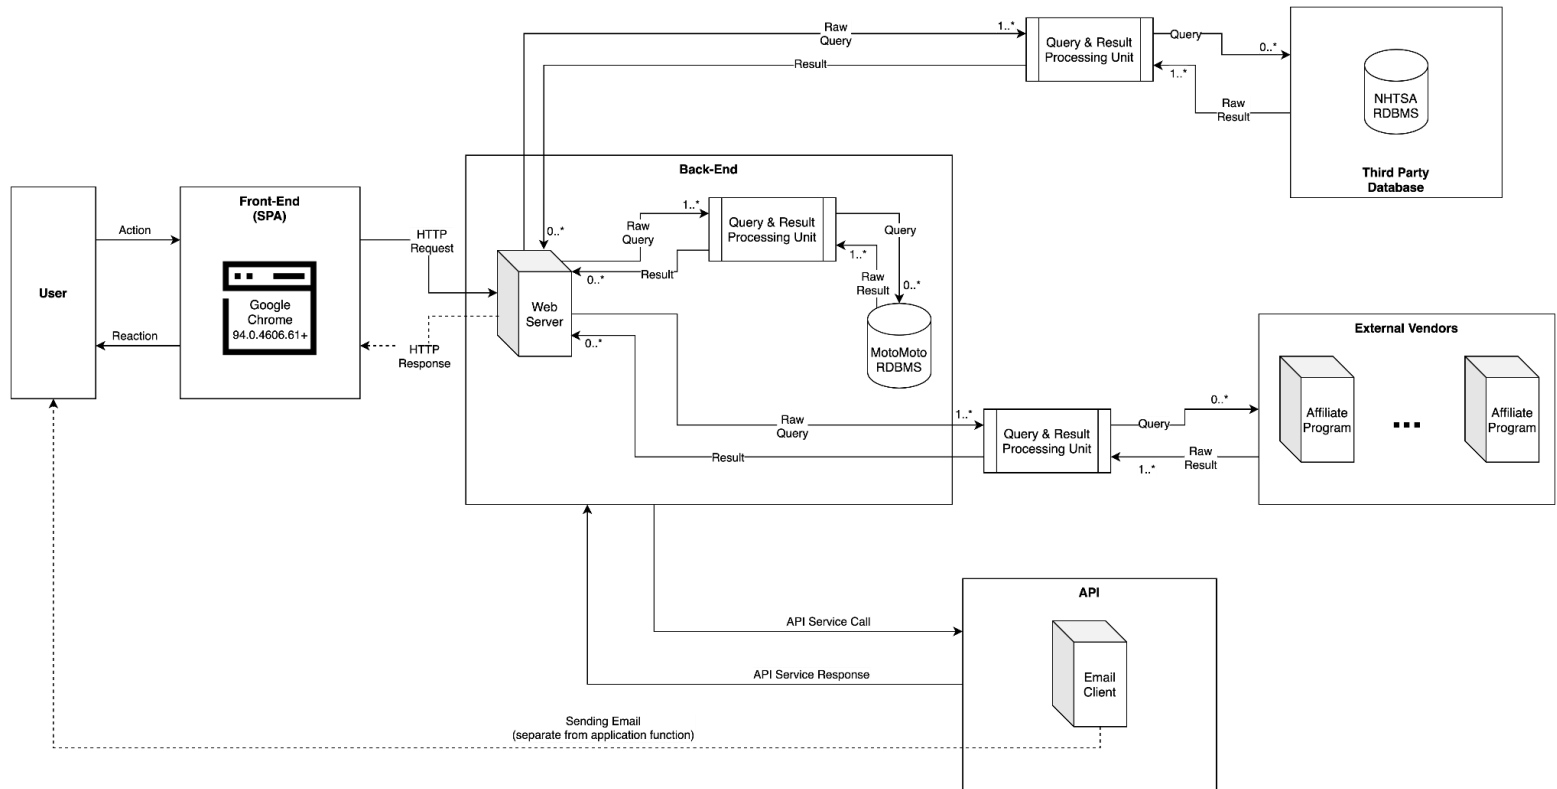 Raw
Query
1..*
Query & Result
Processing Unit
Query
0..*
Result
1..*
Raw
Result
NHTSA
RDBMS
Third Party
Database
Back-End
User
Action
Reaction
Front-End
(SPA)
Google
Chrome
94.0.4606.61+
HTTP
Request
HTTP
Response
0..*
Web
Server
Raw
Query
1..*
Result
0..*
Query & Result
Processing Unit
Query
1..*
Raw
Result
0..*
MotoMoto
RDBMS
0..*
Raw
Query
1..*
Result
Query & Result
Processing Unit
Query
0..*
Raw
Result
1..*
External Vendors
Affiliate
Program
...
Affiliate
Program
API
API Service Call
API Service Response
Email
Client
Sending Email
(separate from application function)